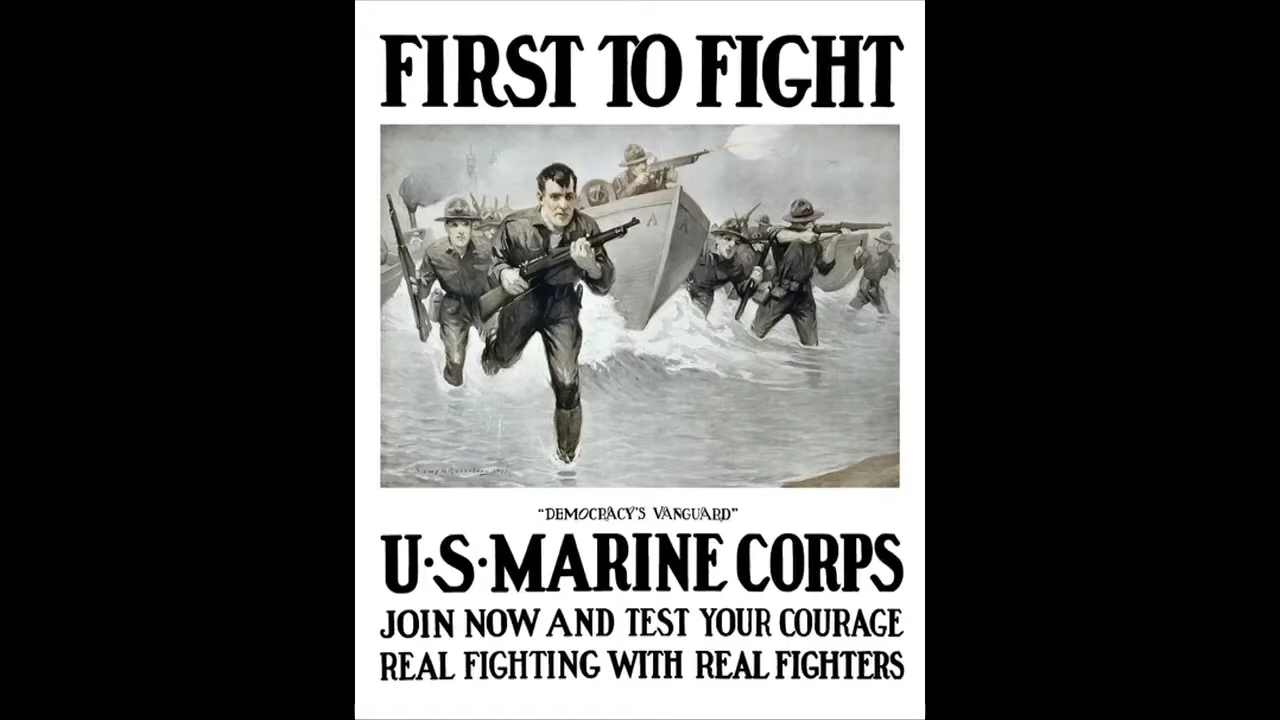 FIRST TO FIGHT
A A
"DEMOCRACY'S VANGUARD"
U·S·MARINE CORPS
JOIN NOW AND TEST YOUR COURAGE
REAL FIGHTING WITH REAL FIGHTERS